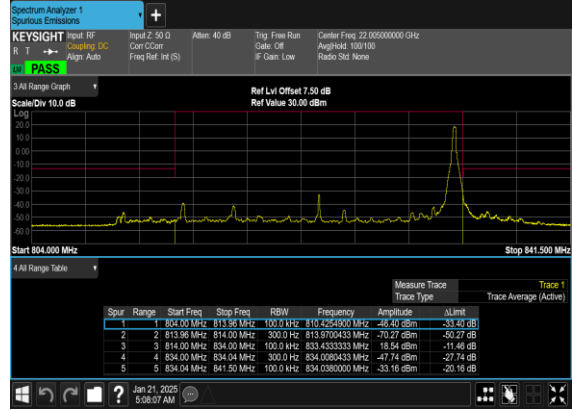 Spectrum Analyzer 1
Spurious Emissions
KEYSIGHT Input: RF Input Z: 50 Ω Atten: 40 dB Trig: Free Run Center Freq: 22.005000000 GHz
R T Coupling: DC Corr CCorr Gate: Off Avg|Hold: 100/100
Align: Auto Freq Ref: Int (S) IF Gain: Low Radio Std: None
PASS
3 All Range Graph
Ref Lvl Offset 7.50 dB
Scale/Div 10.0 dB Ref Value 30.00 dBm
Log
20.0
10.0
0.00
-10.0
-20.0
-30.0
-40.0
-50.0
-60.0
Start 804.000 MHz Stop 841.500 MHz
4 All Range Table
Measure Trace Trace 1
Trace Type Trace Average (Active)
Spur Range Start Freq Stop Freq RBW Frequency Amplitude ΔLimit
1 1 804.00 MHz 813.96 MHz 100.0 kHz 810.4254900 MHz -46.40 dBm -33.40 dB
2 2 813.96 MHz 814.00 MHz 300.0 Hz 813.9700433 MHz -70.27 dBm -50.27 dB
3 3 814.00 MHz 834.00 MHz 100.0 kHz 833.4333333 MHz 18.54 dBm -11.46 dB
4 4 834.00 MHz 834.04 MHz 300.0 Hz 834.0080433 MHz -47.74 dBm -27.74 dB
5 5 834.04 MHz 841.50 MHz 100.0 kHz 834.0380000 MHz -33.16 dBm -20.16 dB
Jan 21, 2025
5:08:07 AM